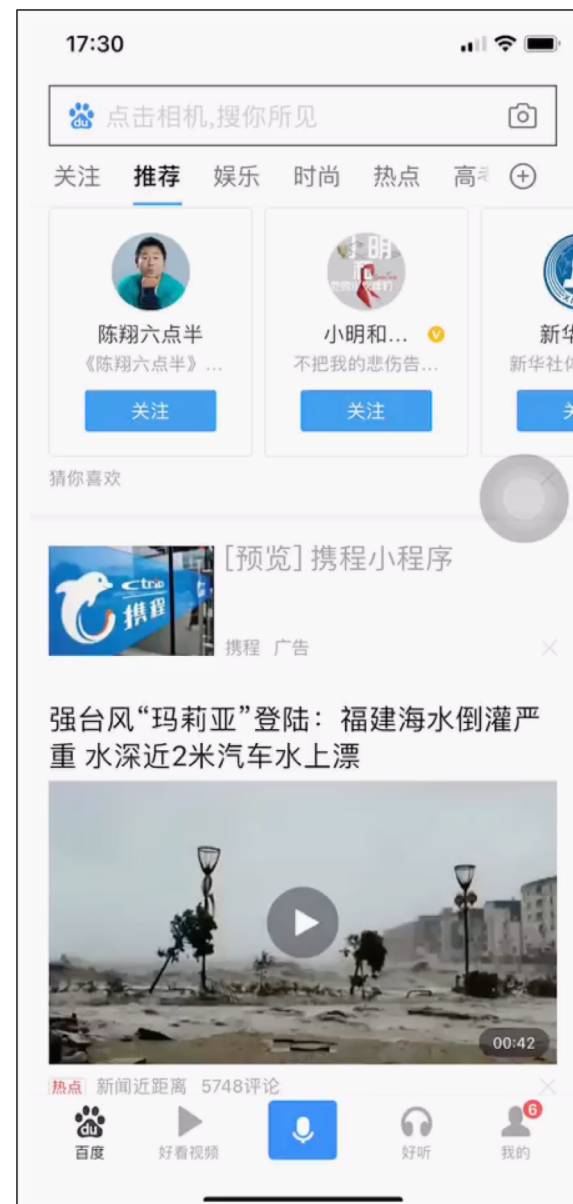 17:30
du 点击相机,搜你所见
关注 推荐 娱乐 时尚 热点 高考
陈翔六点半
《陈翔六点半》...
关注
小明和...
不把我的悲伤告...
关注
新华
新华社体
猜你喜欢
[预览] 携程小程序
Ctrip
携程
携程 广告
强台风“玛莉亚”登陆：福建海水倒灌严
重 水深近2米汽车水上漂
00:42
热点 新闻近距离 5748评论
du
百度
好看视频
好听
6
我的